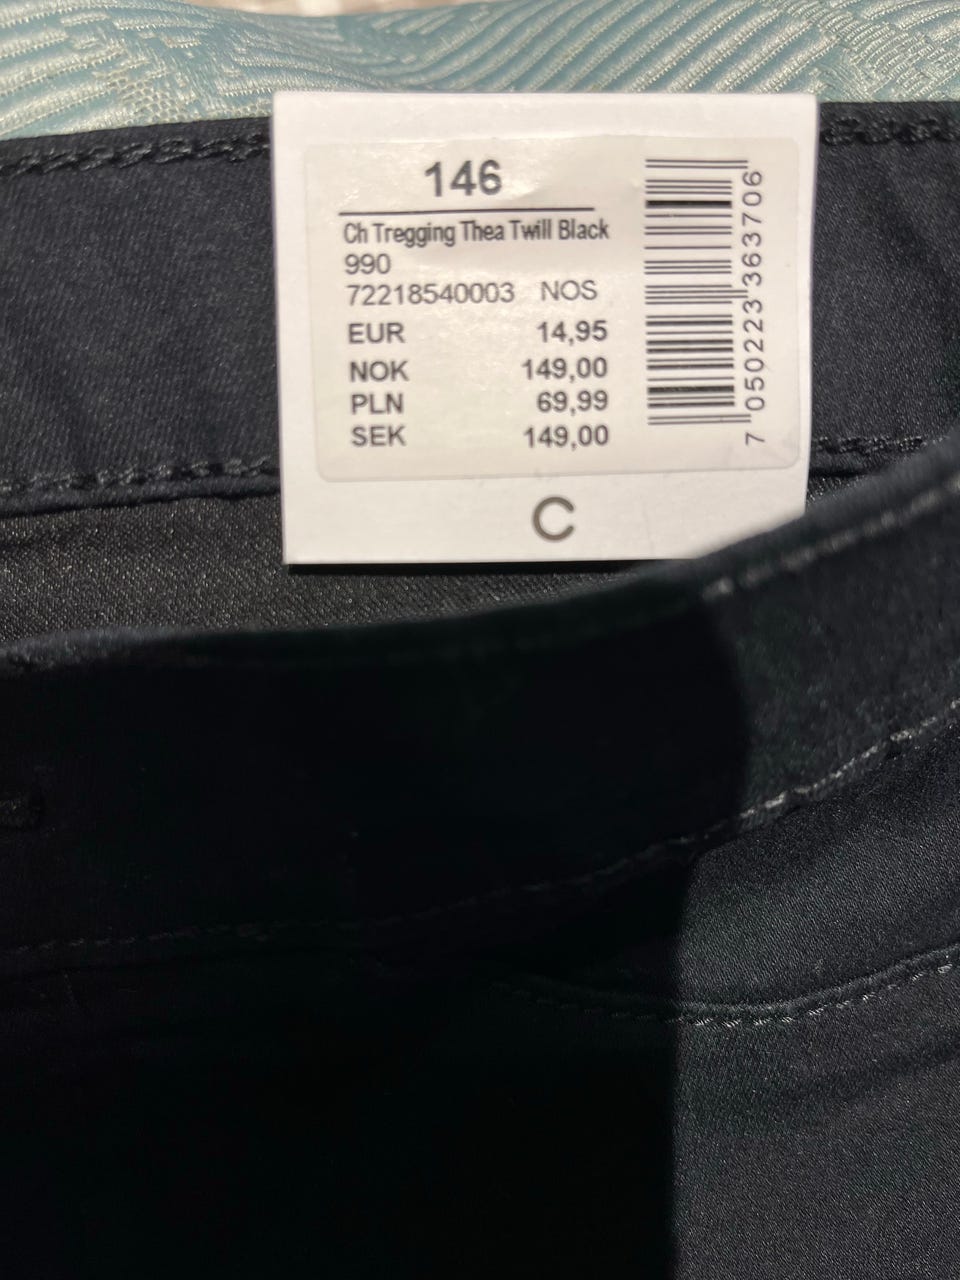 146
Ch Tregging Thea Twill Black
990
72218540003 NOS
EUR 14,95
NOK 149,00
PLN 69,99
SEK 149,00
7 050223 363706
C